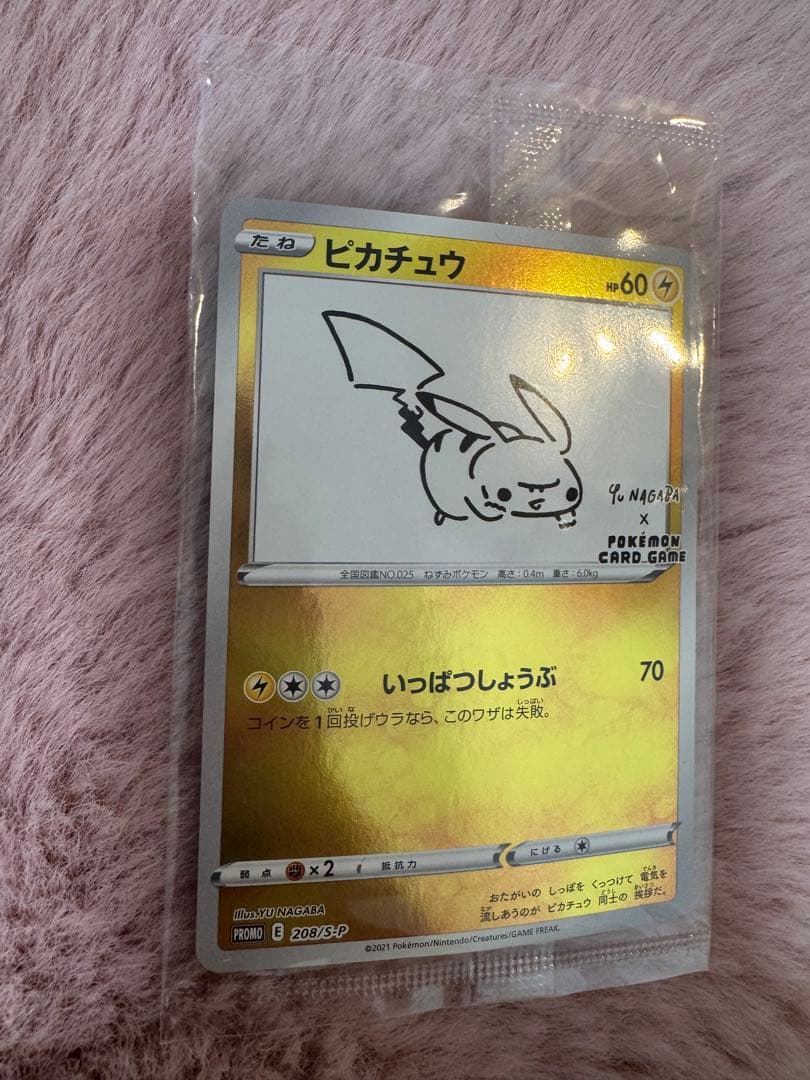 たね ピカチュウ HP60
YU NAGABA
X
POKÉMON
CARD GAME
全国図鑑NO.025 ねずみポケモン 高さ:0.4m 重さ:6.0kg
いっぱつしょうぶ 70
コインを1回投げウラなら、このワザは失敗。
弱点 ×2 抵抗力 にげる
Illus.YU NAGABA
おたがいの しっぽを くっつけて 電気を
流しあうのが ピカチュウ 同士の 挨拶だ。
PROMO E 208/S-P
©2021 Pokémon/Nintendo/Creatures/GAME FREAK.